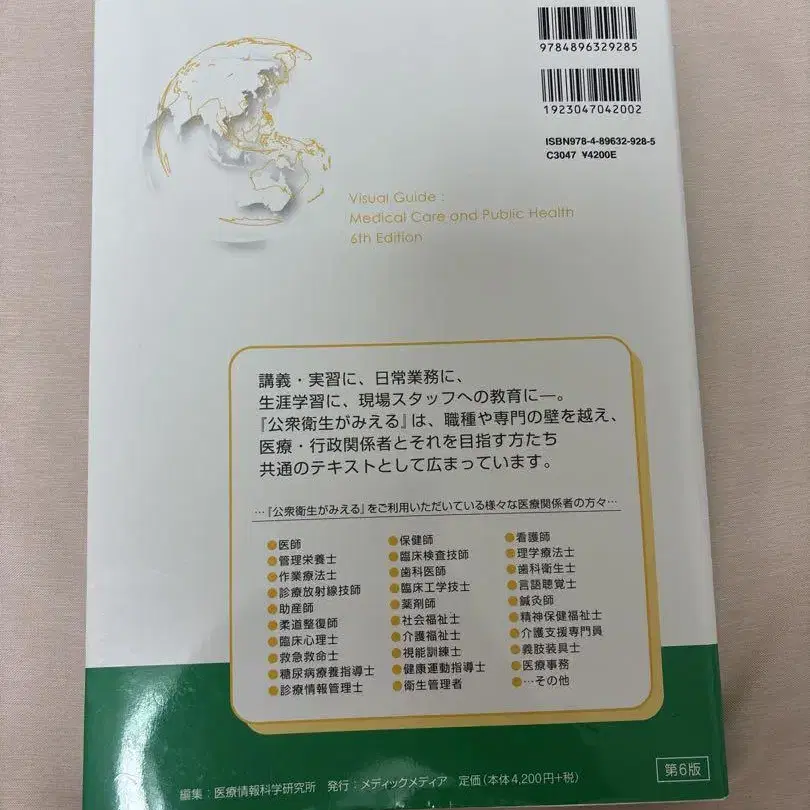 9784896329285
1923047042002
ISBN978-4-89632-928-5
C3047 ¥4200E
Visual Guide :
Medical Care and Public Health
6th Edition
講義・実習に、日常業務に、
生涯学習に、現場スタッフへの教育に―。
『公衆衛生がみえる』は、職種や専門の壁を越え、
医療・行政関係者とそれを目指す方たち
共通のテキストとして広まっています。
…『公衆衛生がみえる』をご利用いただいている様々な医療関係者の方々…
●医師 ●保健師 ●看護師
●管理栄養士 ●臨床検査技師 ●理学療法士
●作業療法士 ●歯科医師 ●歯科衛生士
●診療放射線技師 ●臨床工学技士 ●言語聴覚士
●助産師 ●薬剤師 ●鍼灸師
●柔道整復師 ●社会福祉士 ●精神保健福祉士
●臨床心理士 ●介護福祉士 ●介護支援専門員
●救急救命士 ●視能訓練士 ●義肢装具士
●糖尿病療養指導士 ●健康運動指導士 ●医療事務
●診療情報管理士 ●衛生管理者 ●…その他
編集：医療情報科学研究所 発行：メディックメディア 定価(本体4,200円+税)
第6版